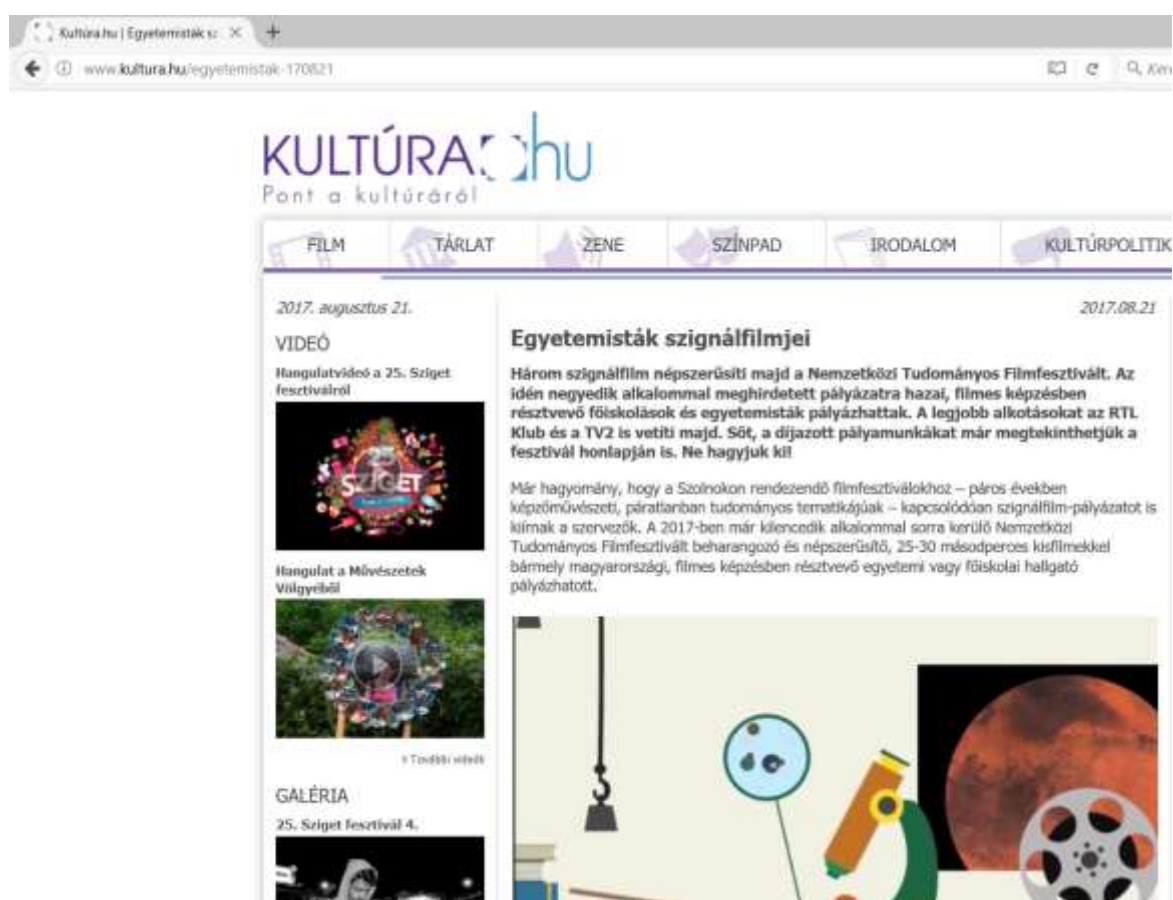 Kultúra.hu | Egyetemisták sz
www.kultura.hu/egyetemistak-170821
KULTÚRA.hu
Pont a kultúráról
FILM TÁRLAT ZENE SZÍNPAD IRODALOM KULTÚRPOLITIK
2017. augusztus 21.
VIDEÓ
Hangulatvideó a 25. Sziget
fesztiválról
25
SZIGET
Hangulat a Művészetek
Völgyéből
További videók
GALÉRIA
25. Sziget fesztivál 4.
2017.08.21
Egyetemisták szignálfilmjei
Három szignálfilm népszerűsíti majd a Nemzetközi Tudományos Filmfesztivált. Az
idén negyedik alkalommal meghirdetett pályázatra hazai, filmes képzésben
résztvevő főiskolások és egyetemisták pályázhattak. A legjobb alkotásokat az RTL
Klub és a TV2 is vetíti majd. Sőt, a díjazott pályamunkákat már megtekinthetjük a
fesztivál honlapján is. Ne hagyjuk ki!
Már hagyomány, hogy a Szolnokon rendezendő filmfesztiválokhoz – páros években
képzőművészeti, páratlanban tudományos tematikájúak – kapcsolódóan szignálfilm-pályázatot is
kiírnak a szervezők. A 2017-ben már kilencedik alkalommal sorra kerülő Nemzetközi
Tudományos Filmfesztivált beharangozó és népszerűsítő, 25-30 másodperces kisfilmekkel
bármely magyarországi, filmes képzésben résztvevő egyetemi vagy főiskolai hallgató
pályázhatott.